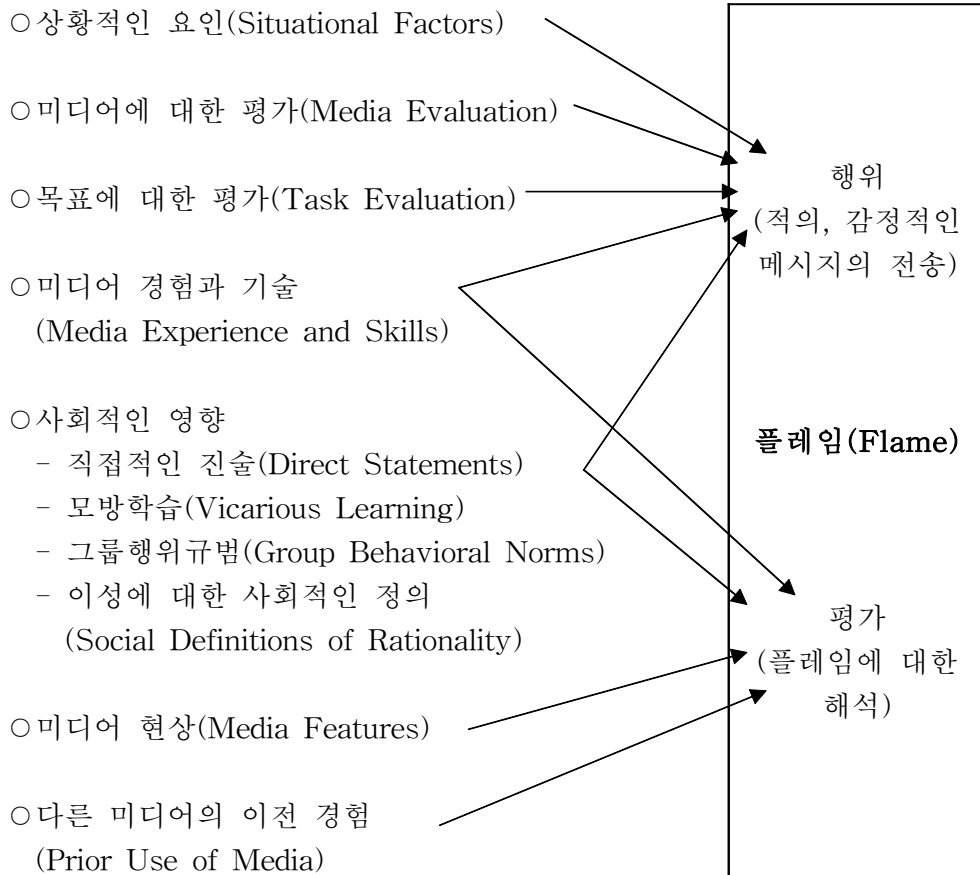 ○상황적인 요인(Situational Factors)
○미디어에 대한 평가(Media Evaluation)
○목표에 대한 평가(Task Evaluation)
○미디어 경험과 기술
(Media Experience and Skills)
○사회적인 영향
- 직접적인 진술(Direct Statements)
- 모방학습(Vicarious Learning)
- 그룹행위규범(Group Behavioral Norms)
- 이성에 대한 사회적인 정의
(Social Definitions of Rationality)
○미디어 현상(Media Features)
○다른 미디어의 이전 경험
(Prior Use of Media)
행위
(적의, 감정적인
메시지의 전송)
플레임(Flame)
평가
(플레임에 대한
해석)